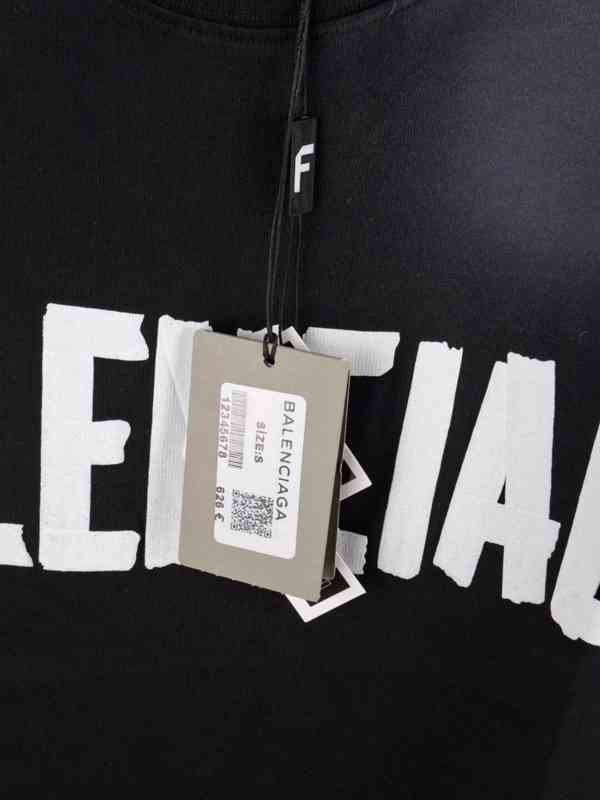 F
LENCIAG
BALENCIAGA
SIZE:S
12345678
626 €